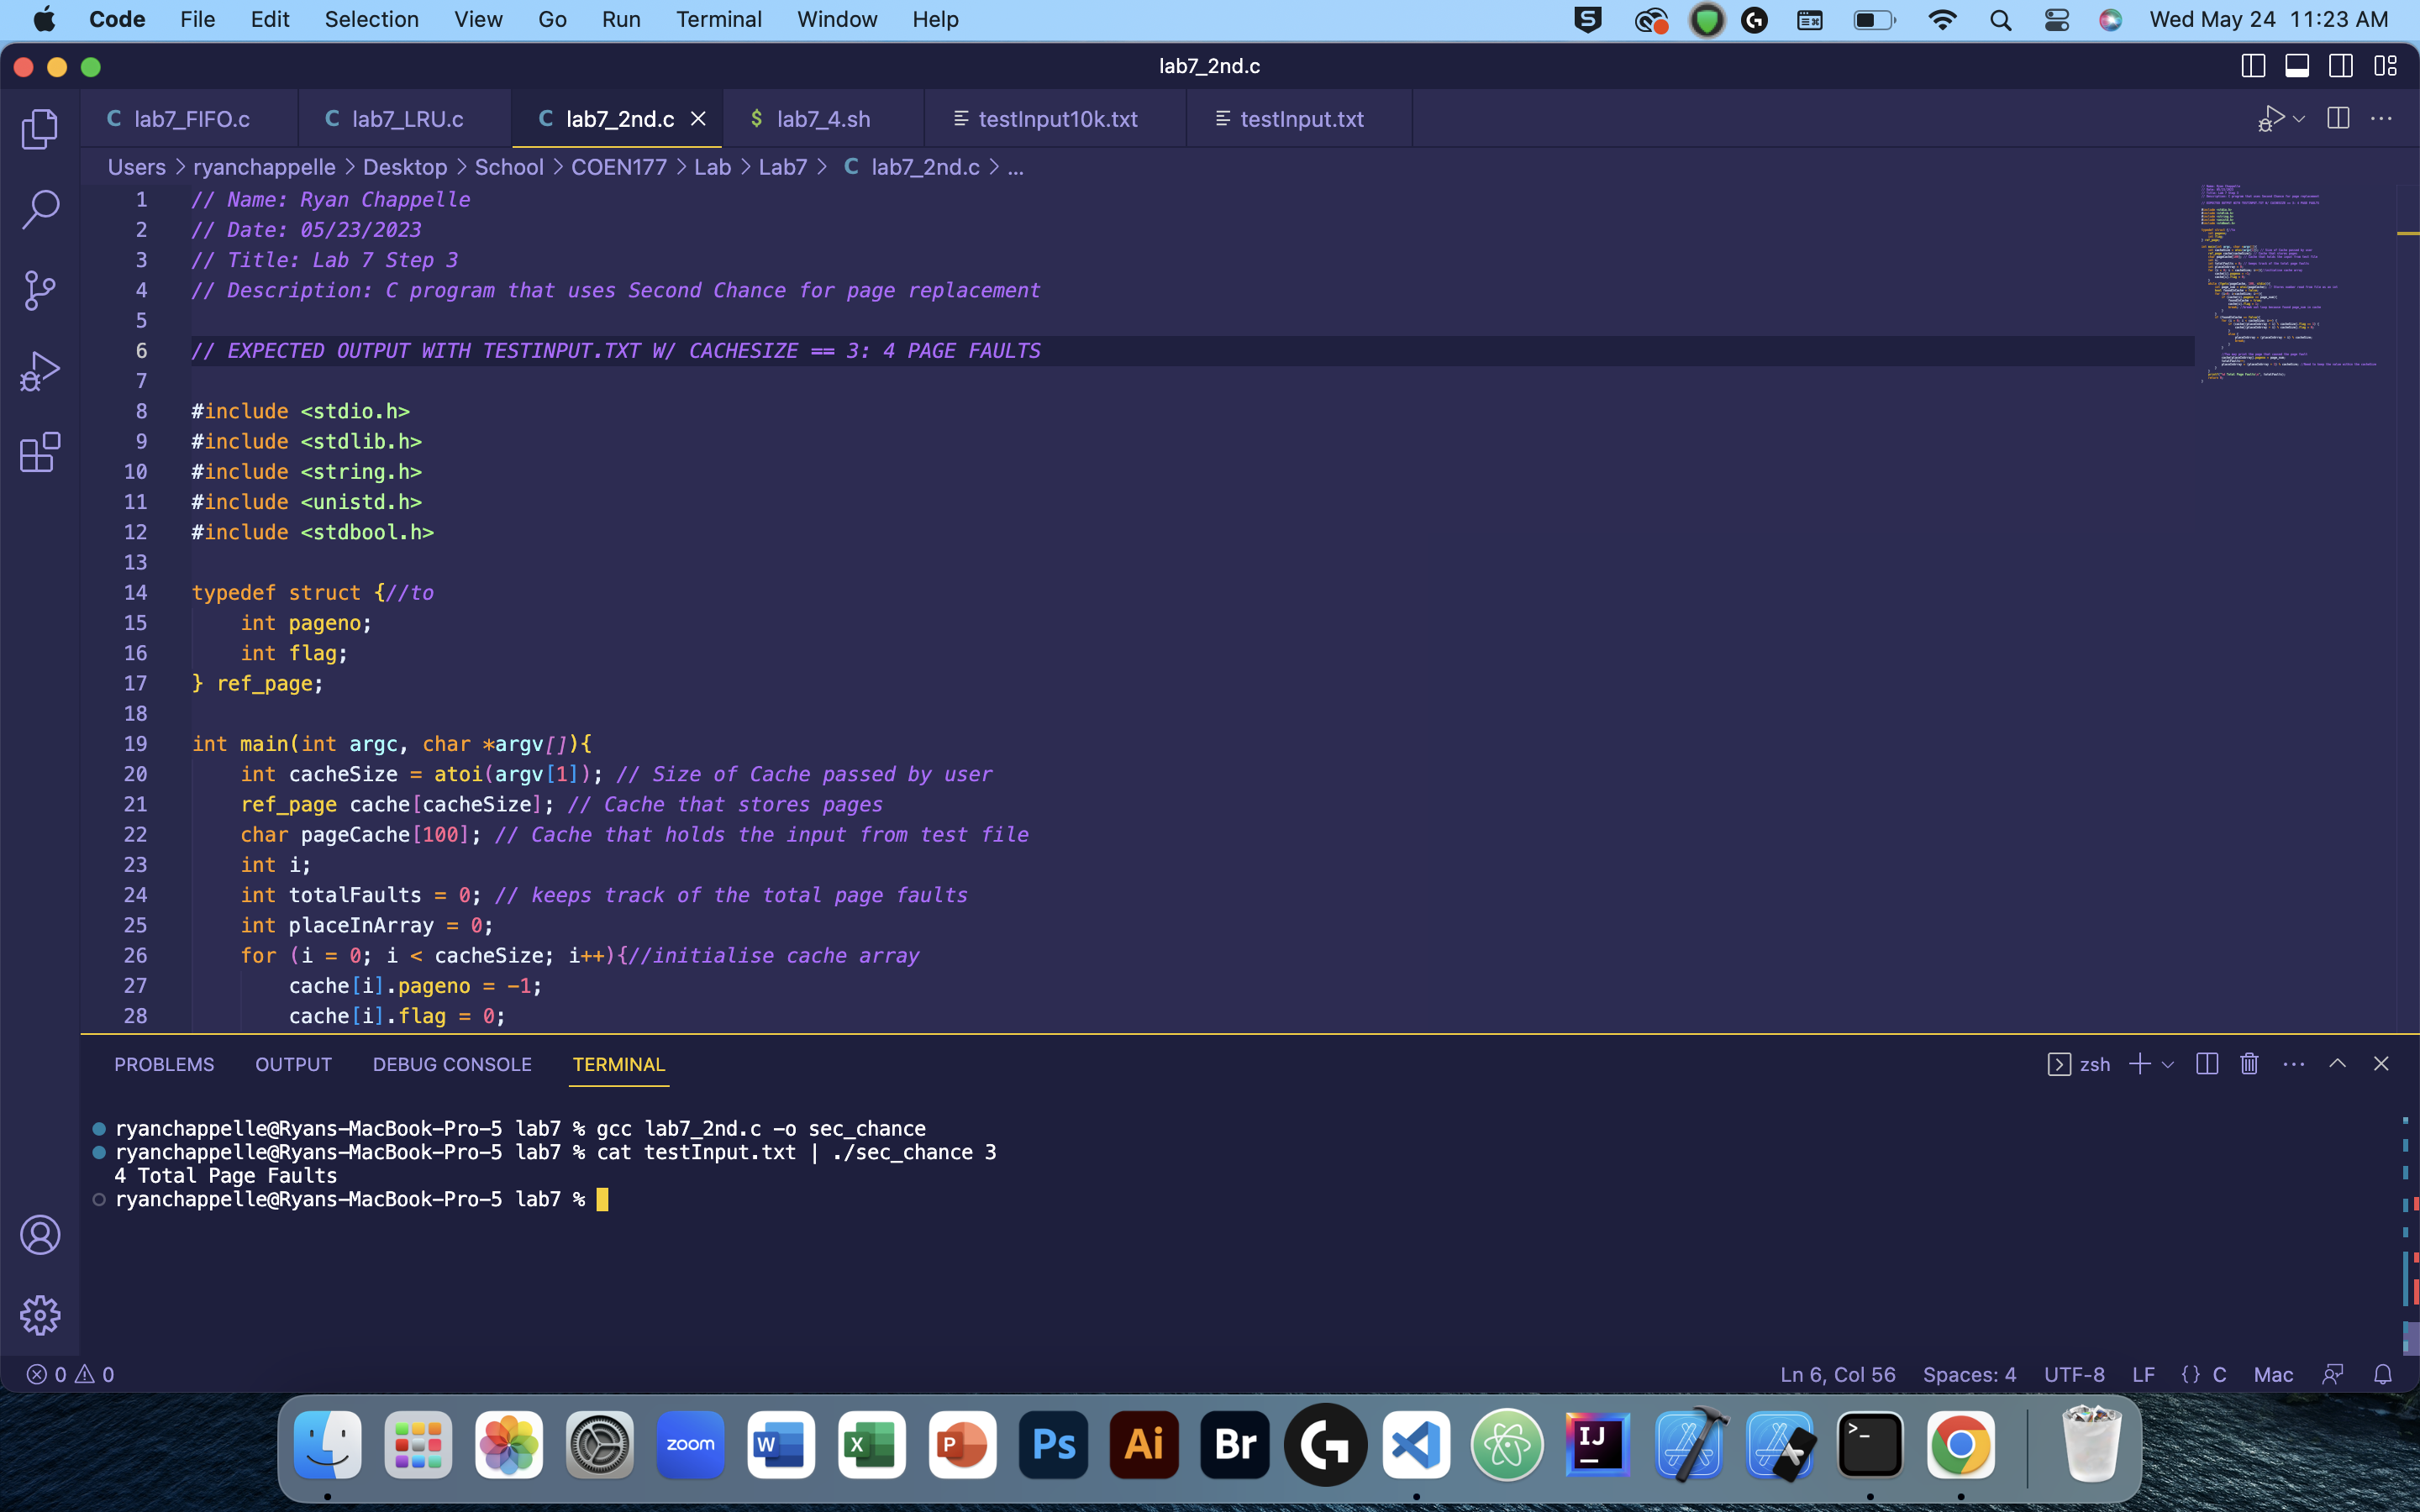 Code File Edit Selection View Go Run Terminal Window Help Wed May 24 11:23 AM
lab7_2nd.c
lab7_FIFO.c lab7_LRU.c lab7_2nd.c lab7_4.sh testInput10k.txt testInput.txt
Users > ryanchappelle > Desktop > School > COEN177 > Lab > Lab7 > C lab7_2nd.c > ...
1 // Name: Ryan Chappelle
2 // Date: 05/23/2023
3 // Title: Lab 7 Step 3
4 // Description: C program that uses Second Chance for page replacement
5
6 // EXPECTED OUTPUT WITH TESTINPUT.TXT W/ CACHESIZE == 3: 4 PAGE FAULTS
7
8 #include <stdio.h>
9 #include <stdlib.h>
10 #include <string.h>
11 #include <unistd.h>
12 #include <stdbool.h>
13
14 typedef struct {//to
15     int pageno;
16     int flag;
17 } ref_page;
18
19 int main(int argc, char *argv[]){
20     int cacheSize = atoi(argv[1]); // Size of Cache passed by user
21     ref_page cache[cacheSize]; // Cache that stores pages
22     char pageCache[100]; // Cache that holds the input from test file
23     int i;
24     int totalFaults = 0; // keeps track of the total page faults
25     int placeInArray = 0;
26     for (i = 0; i < cacheSize; i++){//initialise cache array
27         cache[i].pageno = -1;
28         cache[i].flag = 0;
PROBLEMS OUTPUT DEBUG CONSOLE TERMINAL zsh
ryanchappelle@Ryans-MacBook-Pro-5 lab7 % gcc lab7_2nd.c -o sec_chance
ryanchappelle@Ryans-MacBook-Pro-5 lab7 % cat testInput.txt | ./sec_chance 3
4 Total Page Faults
ryanchappelle@Ryans-MacBook-Pro-5 lab7 %
0 0 Ln 6, Col 56 Spaces: 4 UTF-8 LF {} C Mac
zoom W X P Ps Ai Br IJ